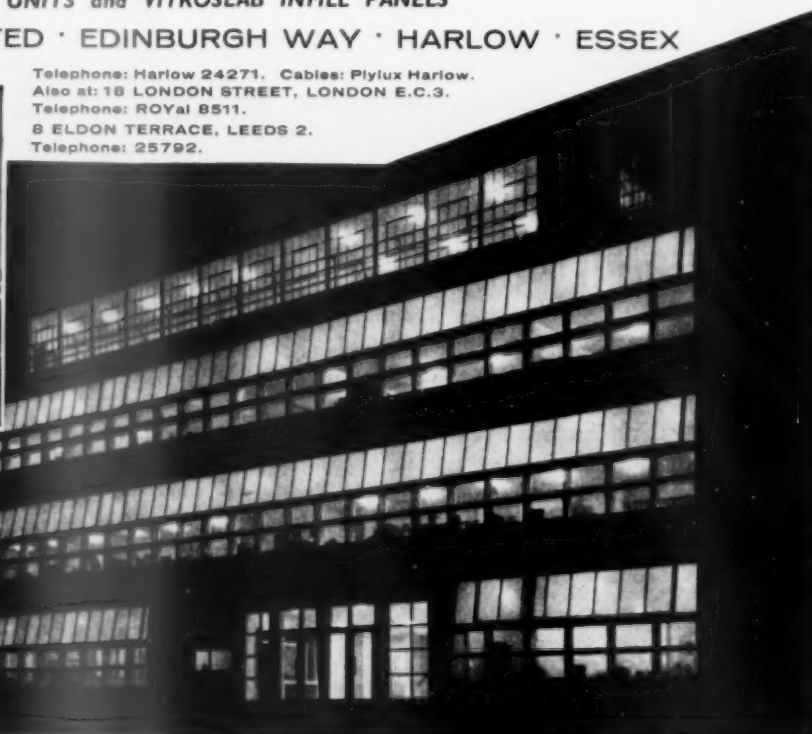 UNITS and VITROSLAB INFILL PANELS
TED · EDINBURGH WAY · HARLOW · ESSEX
Telephone: Harlow 24271. Cables: Plylux Harlow.
Also at: 18 LONDON STREET, LONDON E.C.3.
Telephone: ROYal 8511.
8 ELDON TERRACE, LEEDS 2.
Telephone: 25792.